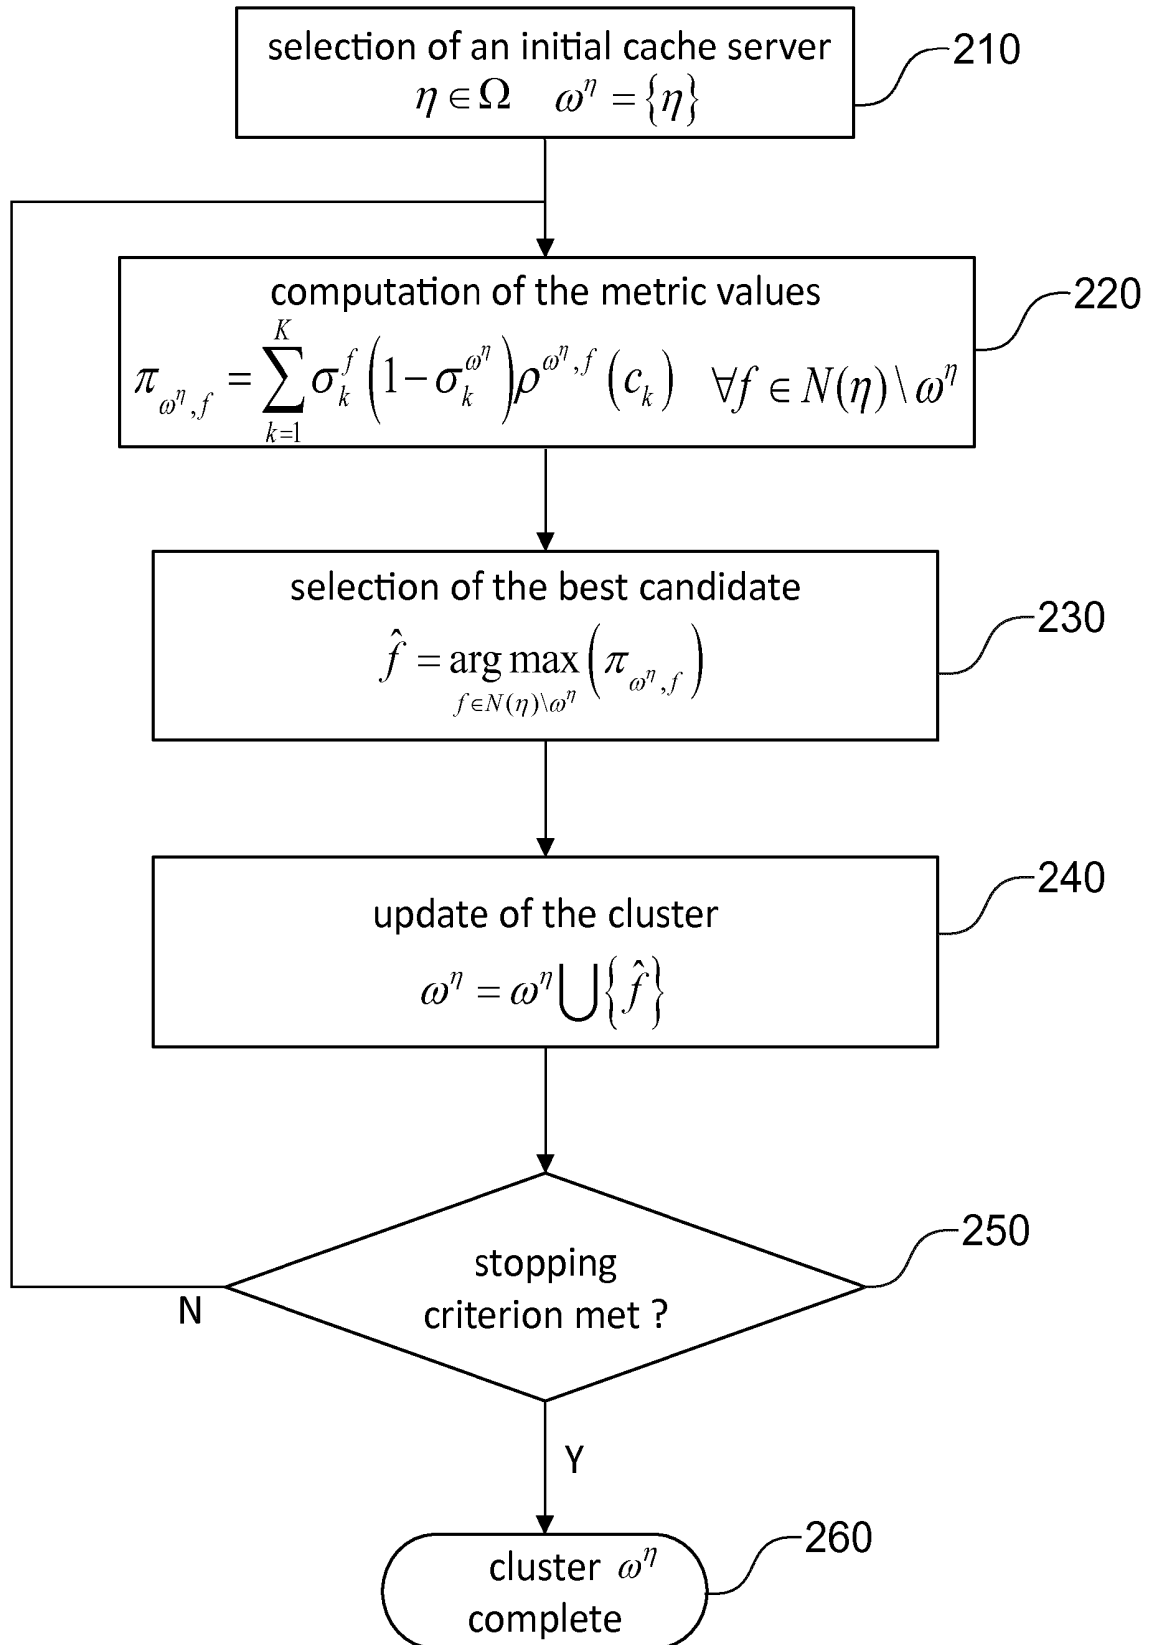 selection of an initial cache server
η ∈ Ω ω^η = {η}
210
computation of the metric values
π_{ω^η,f} = ∑_{k=1}^{K} σ_k^f (1−σ_k^{ω^η}) ρ^{ω^η,f} (c_k) ∀f ∈ N(η) \ ω^η
220
selection of the best candidate
f̂ = arg max_{f∈N(η)\ω^η} (π_{ω^η,f})
230
update of the cluster
ω^η = ω^η ⋃ {f̂}
240
stopping
criterion met ?
250
N
Y
cluster ω^η
complete
260